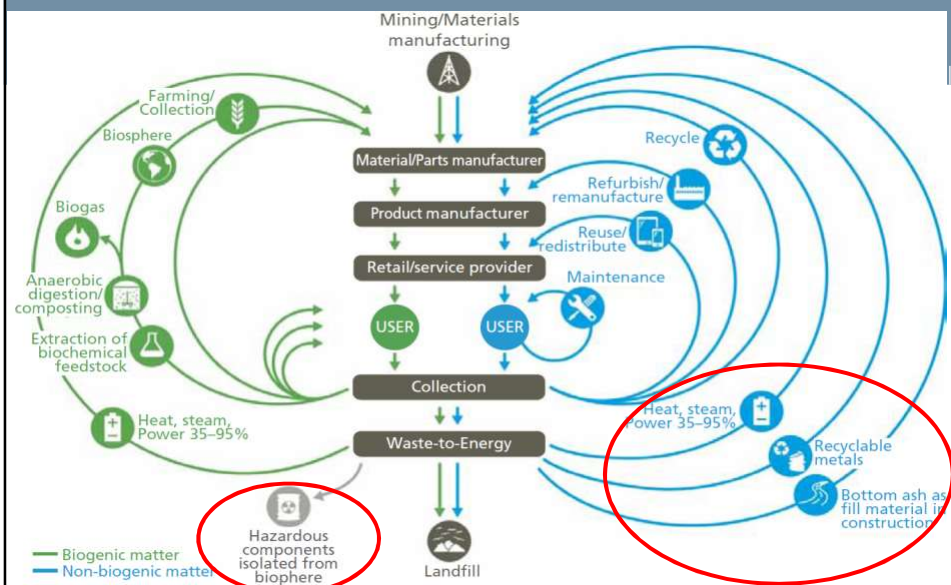 Mining/Materials
manufacturing
Farming/
Collection
Biosphere
Biogas
Anaerobic
digestion/
composting
Extraction of
biochemical
feedstock
Heat, steam,
Power 35–95%
Material/Parts manufacturer
Product manufacturer
Retail/service provider
USER
USER
Collection
Waste-to-Energy
Recycle
Refurbish/
remanufacture
Reuse/
redistribute
Maintenance
Heat, steam,
Power 35–95%
Recyclable
metals
Bottom ash as
fill material in
construction
Hazardous
components
isolated from
biophere
Landfill
Biogenic matter
Non-biogenic matter